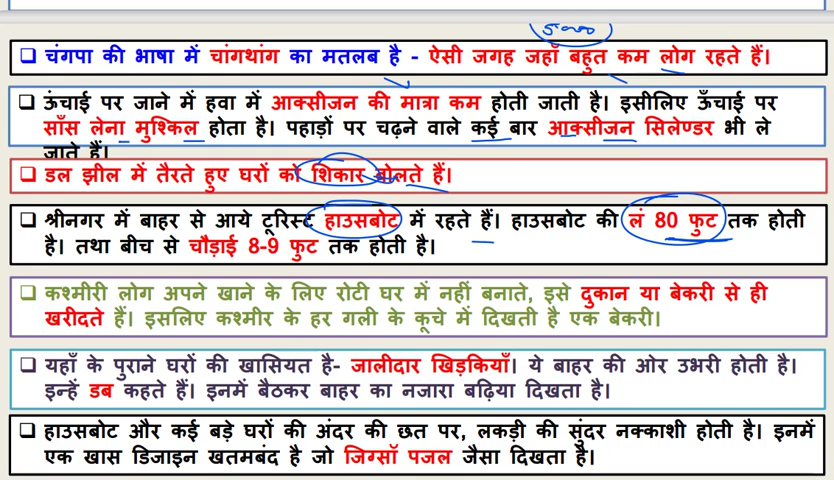 ❑ चंगपा की भाषा में चांगथांग का मतलब है - ऐसी जगह जहाँ बहुत कम लोग रहते हैं।
❑ ऊंचाई पर जाने में हवा में आक्सीजन की मात्रा कम होती जाती है। इसीलिए ऊँचाई पर
साँस लेना मुश्किल होता है। पहाड़ों पर चढ़ने वाले कई बार आक्सीजन सिलेण्डर भी ले
जाते हैं।
❑ डल झील में तैरते हुए घरों को शिकार बोलते हैं।
❑ श्रीनगर में बाहर से आये टूरिस्ट हाउसबोट में रहते हैं। हाउसबोट की लं 80 फुट तक होती
है। तथा बीच से चौड़ाई 8-9 फुट तक होती है।
❑ कश्मीरी लोग अपने खाने के लिए रोटी घर में नहीं बनाते, इसे दुकान या बेकरी से ही
खरीदते हैं। इसलिए कश्मीर के हर गली के कूचे में दिखती है एक बेकरी।
❑ यहाँ के पुराने घरों की खासियत है- जालीदार खिड़कियाँ। ये बाहर की ओर उभरी होती है।
इन्हें डब कहते हैं। इनमें बैठकर बाहर का नजारा बढ़िया दिखता है।
❑ हाउसबोट और कई बड़े घरों की अंदर की छत पर, लकड़ी की सुंदर नक्काशी होती है। इनमें
एक खास डिजाइन खतमबंद है जो जिग्सॉ पजल जैसा दिखता है।